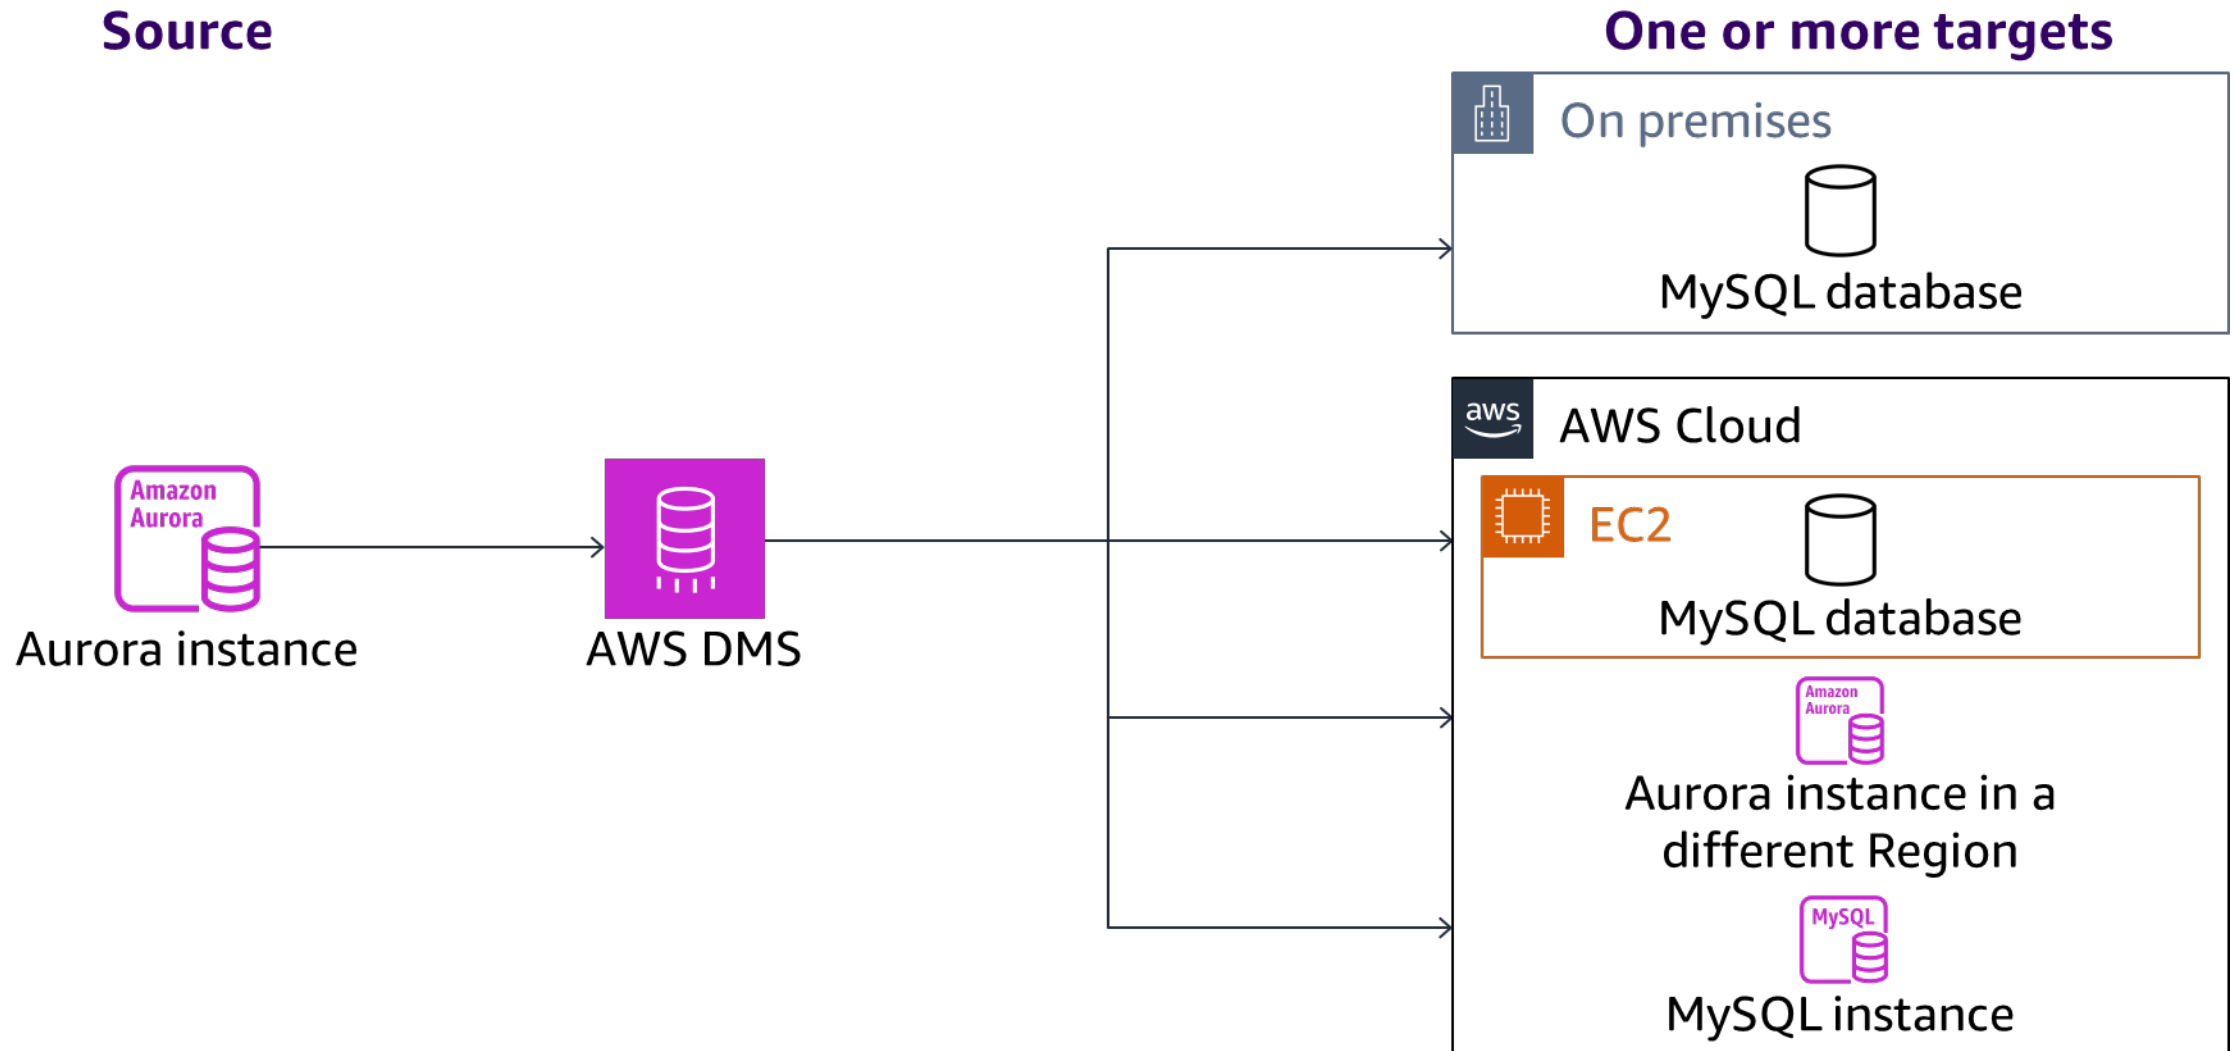 Source
One or more targets
On premises
MySQL database
aws
AWS Cloud
EC2
MySQL database
Amazon
Aurora
Aurora instance
AWS DMS
Amazon
Aurora
Aurora instance in a
different Region
MySQL
MySQL instance